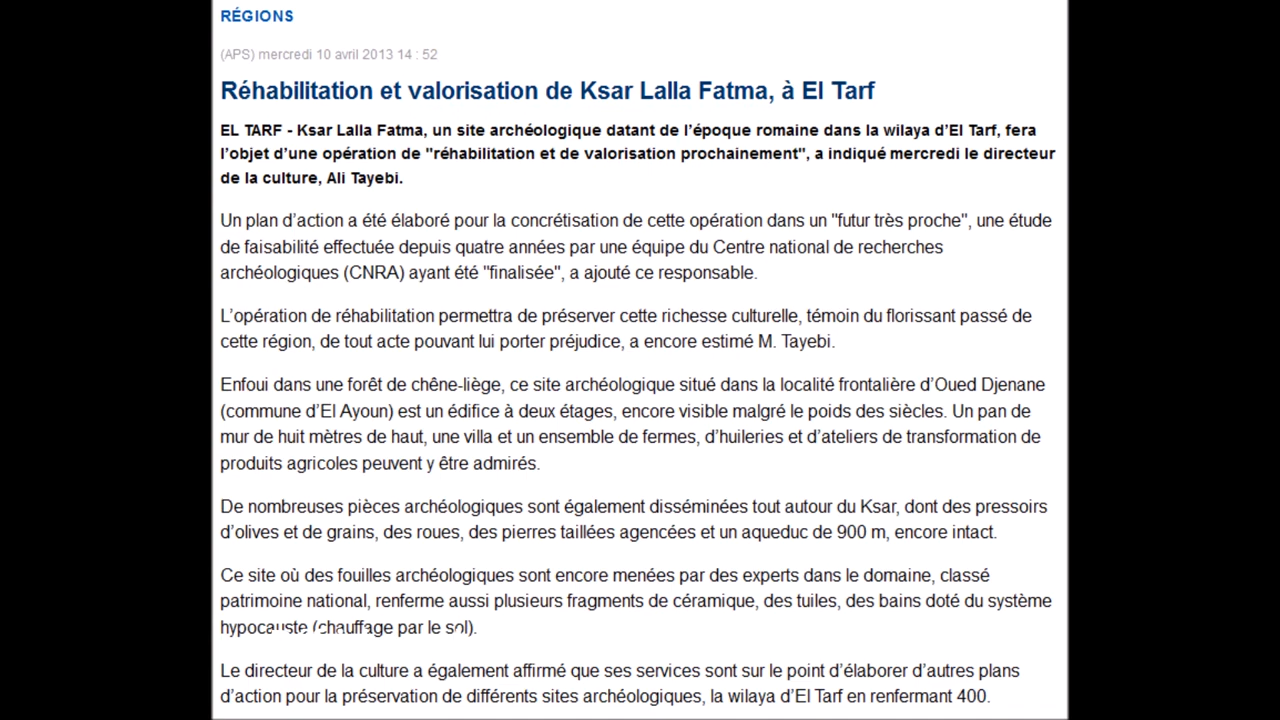 RÉGIONS
(APS) mercredi 10 avril 2013 14 : 52
Réhabilitation et valorisation de Ksar Lalla Fatma, à El Tarf
EL TARF - Ksar Lalla Fatma, un site archéologique datant de l’époque romaine dans la wilaya d’El Tarf, fera
l’objet d’une opération de "réhabilitation et de valorisation prochainement", a indiqué mercredi le directeur
de la culture, Ali Tayebi.
Un plan d’action a été élaboré pour la concrétisation de cette opération dans un "futur très proche", une étude
de faisabilité effectuée depuis quatre années par une équipe du Centre national de recherches
archéologiques (CNRA) ayant été "finalisée", a ajouté ce responsable.
L’opération de réhabilitation permettra de préserver cette richesse culturelle, témoin du florissant passé de
cette région, de tout acte pouvant lui porter préjudice, a encore estimé M. Tayebi.
Enfoui dans une forêt de chêne-liège, ce site archéologique situé dans la localité frontalière d’Oued Djenane
(commune d’El Ayoun) est un édifice à deux étages, encore visible malgré le poids des siècles. Un pan de
mur de huit mètres de haut, une villa et un ensemble de fermes, d’huileries et d’ateliers de transformation de
produits agricoles peuvent y être admirés.
De nombreuses pièces archéologiques sont également disséminées tout autour du Ksar, dont des pressoirs
d’olives et de grains, des roues, des pierres taillées agencées et un aqueduc de 900 m, encore intact.
Ce site où des fouilles archéologiques sont encore menées par des experts dans le domaine, classé
patrimoine national, renferme aussi plusieurs fragments de céramique, des tuiles, des bains doté du système
hypocauste (chauffage par le sol).
Le directeur de la culture a également affirmé que ses services sont sur le point d’élaborer d’autres plans
d’action pour la préservation de différents sites archéologiques, la wilaya d’El Tarf en renfermant 400.